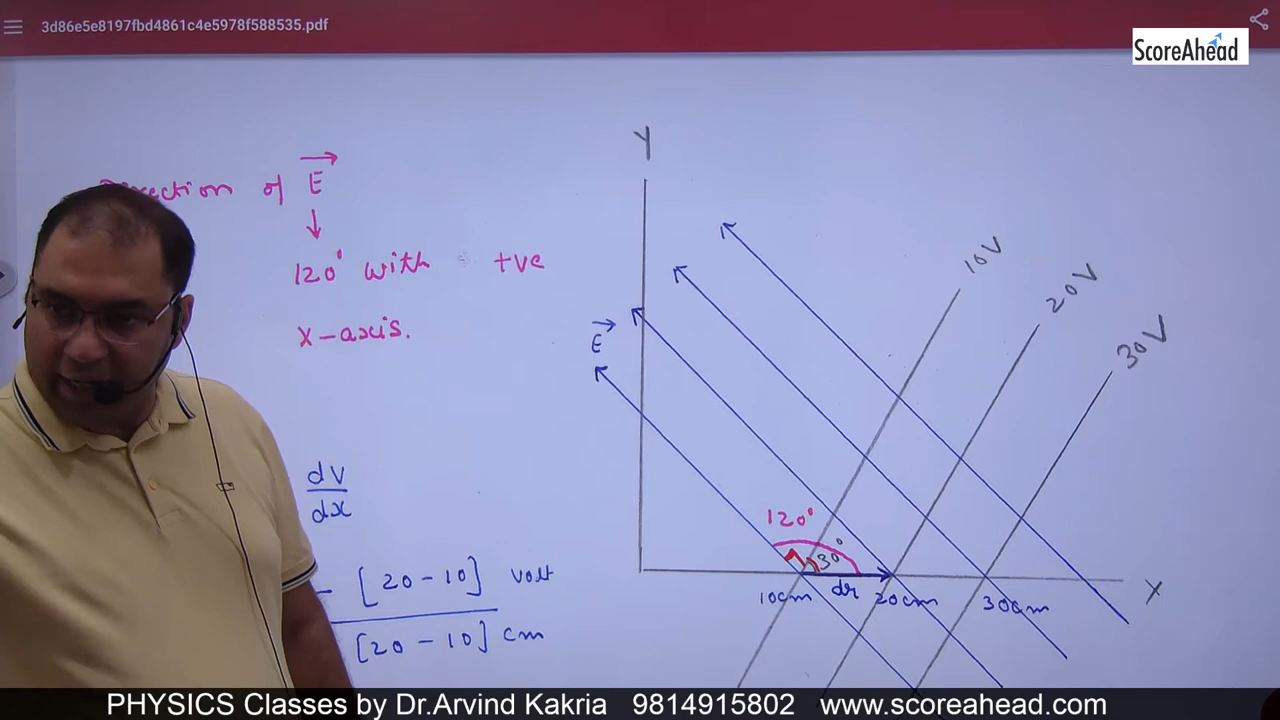 3d86e5e8197fbd4861c4e5978f588535.pdf
ScoreAhead
Direction of E
120° with +ve
x-axis.
dV
dx
- [20-10] volt
[20-10] cm
Y
10V
20V
30V
E
120°
30°
10cm
dr
20cm
30cm
X
PHYSICS Classes by Dr.Arvind Kakria 9814915802 www.scoreahead.com